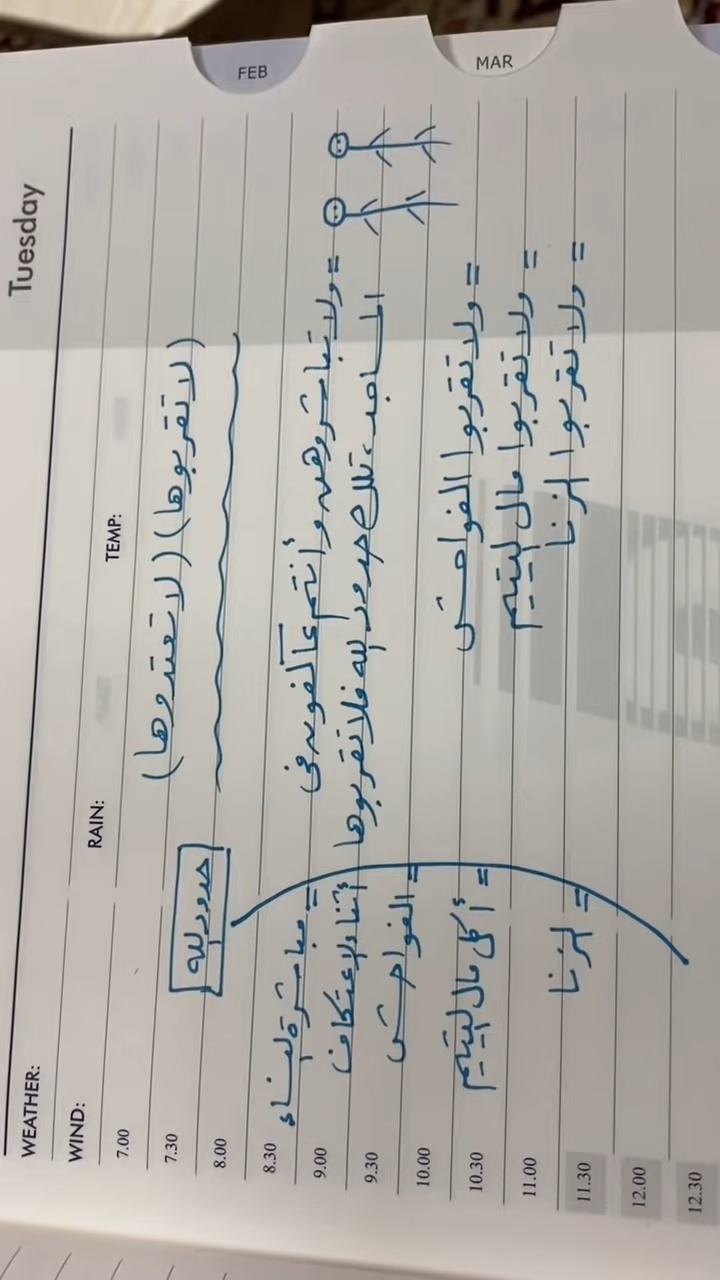 FEB
MAR
Tuesday
WEATHER:
WIND:
RAIN:
TEMP:
7.00
7.30
8.00
8.30
9.00
9.30
10.00
10.30
11.00
11.30
12.00
12.30
(لا تقربوها) (لا تعتدوها)
حدود الله
= ولا تباشروهن وأنتم عاكفون في
المساجد، تلك حدود الله فلا تقربوها
= ولا تقربوا الفواحش
= ولا تقربوا مال اليتيم
= ولا تقربوا الزنا
= مباشرة النساء
أثناء الاعتكاف
= الفواحش
= أكل مال اليتيم
= الزنا